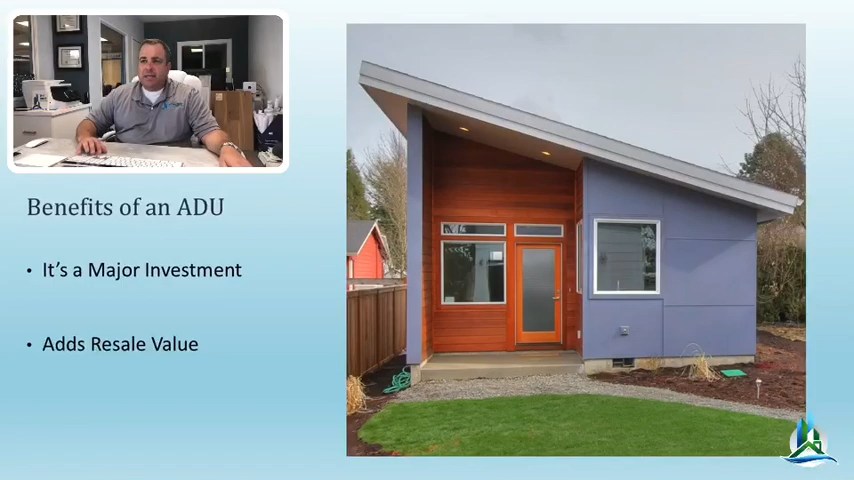 Benefits of an ADU
• It's a Major Investment
• Adds Resale Value